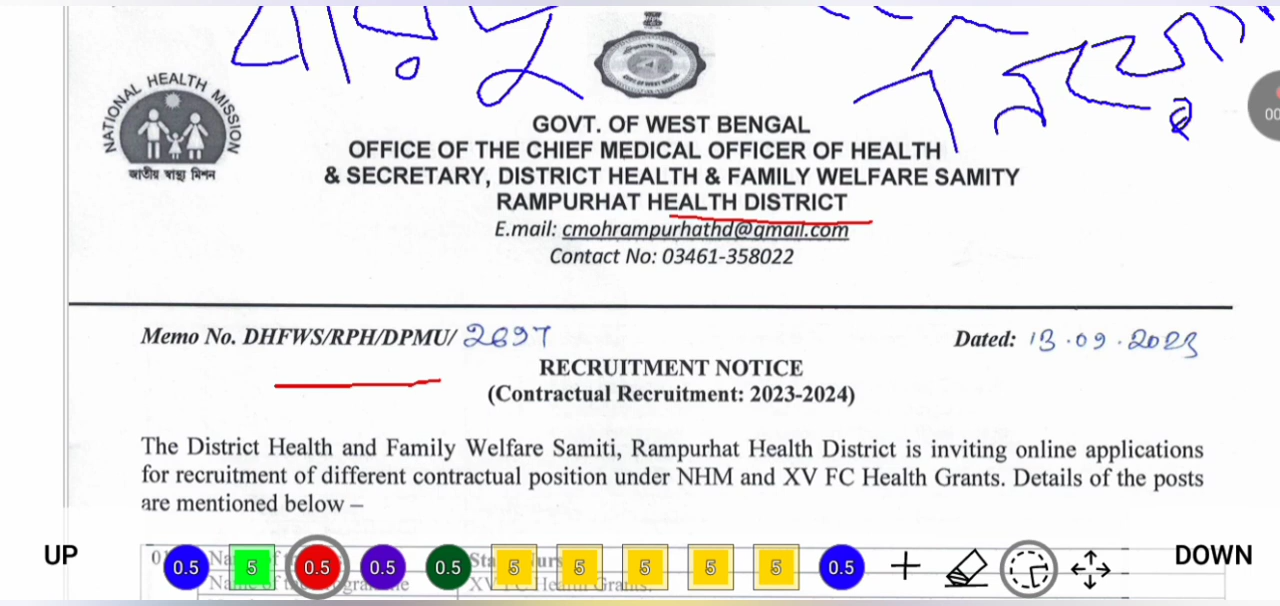 NATIONAL HEALTH MISSION
জাতীয় স্বাস্থ্য মিশন
GOVT. OF WEST BENGAL
OFFICE OF THE CHIEF MEDICAL OFFICER OF HEALTH
& SECRETARY, DISTRICT HEALTH & FAMILY WELFARE SAMITY
RAMPURHAT HEALTH DISTRICT
E.mail: cmohrampurhathd@gmail.com
Contact No: 03461-358022
Memo No. DHFWS/RPH/DPMU/ 2697 Dated: 13.09.2023
RECRUITMENT NOTICE
(Contractual Recruitment: 2023-2024)
The District Health and Family Welfare Samiti, Rampurhat Health District is inviting online applications
for recruitment of different contractual position under NHM and XV FC Health Grants. Details of the posts
are mentioned below –
UP 0.5 5 0.5 0.5 0.5 5 5 5 5 5 0.5 DOWN